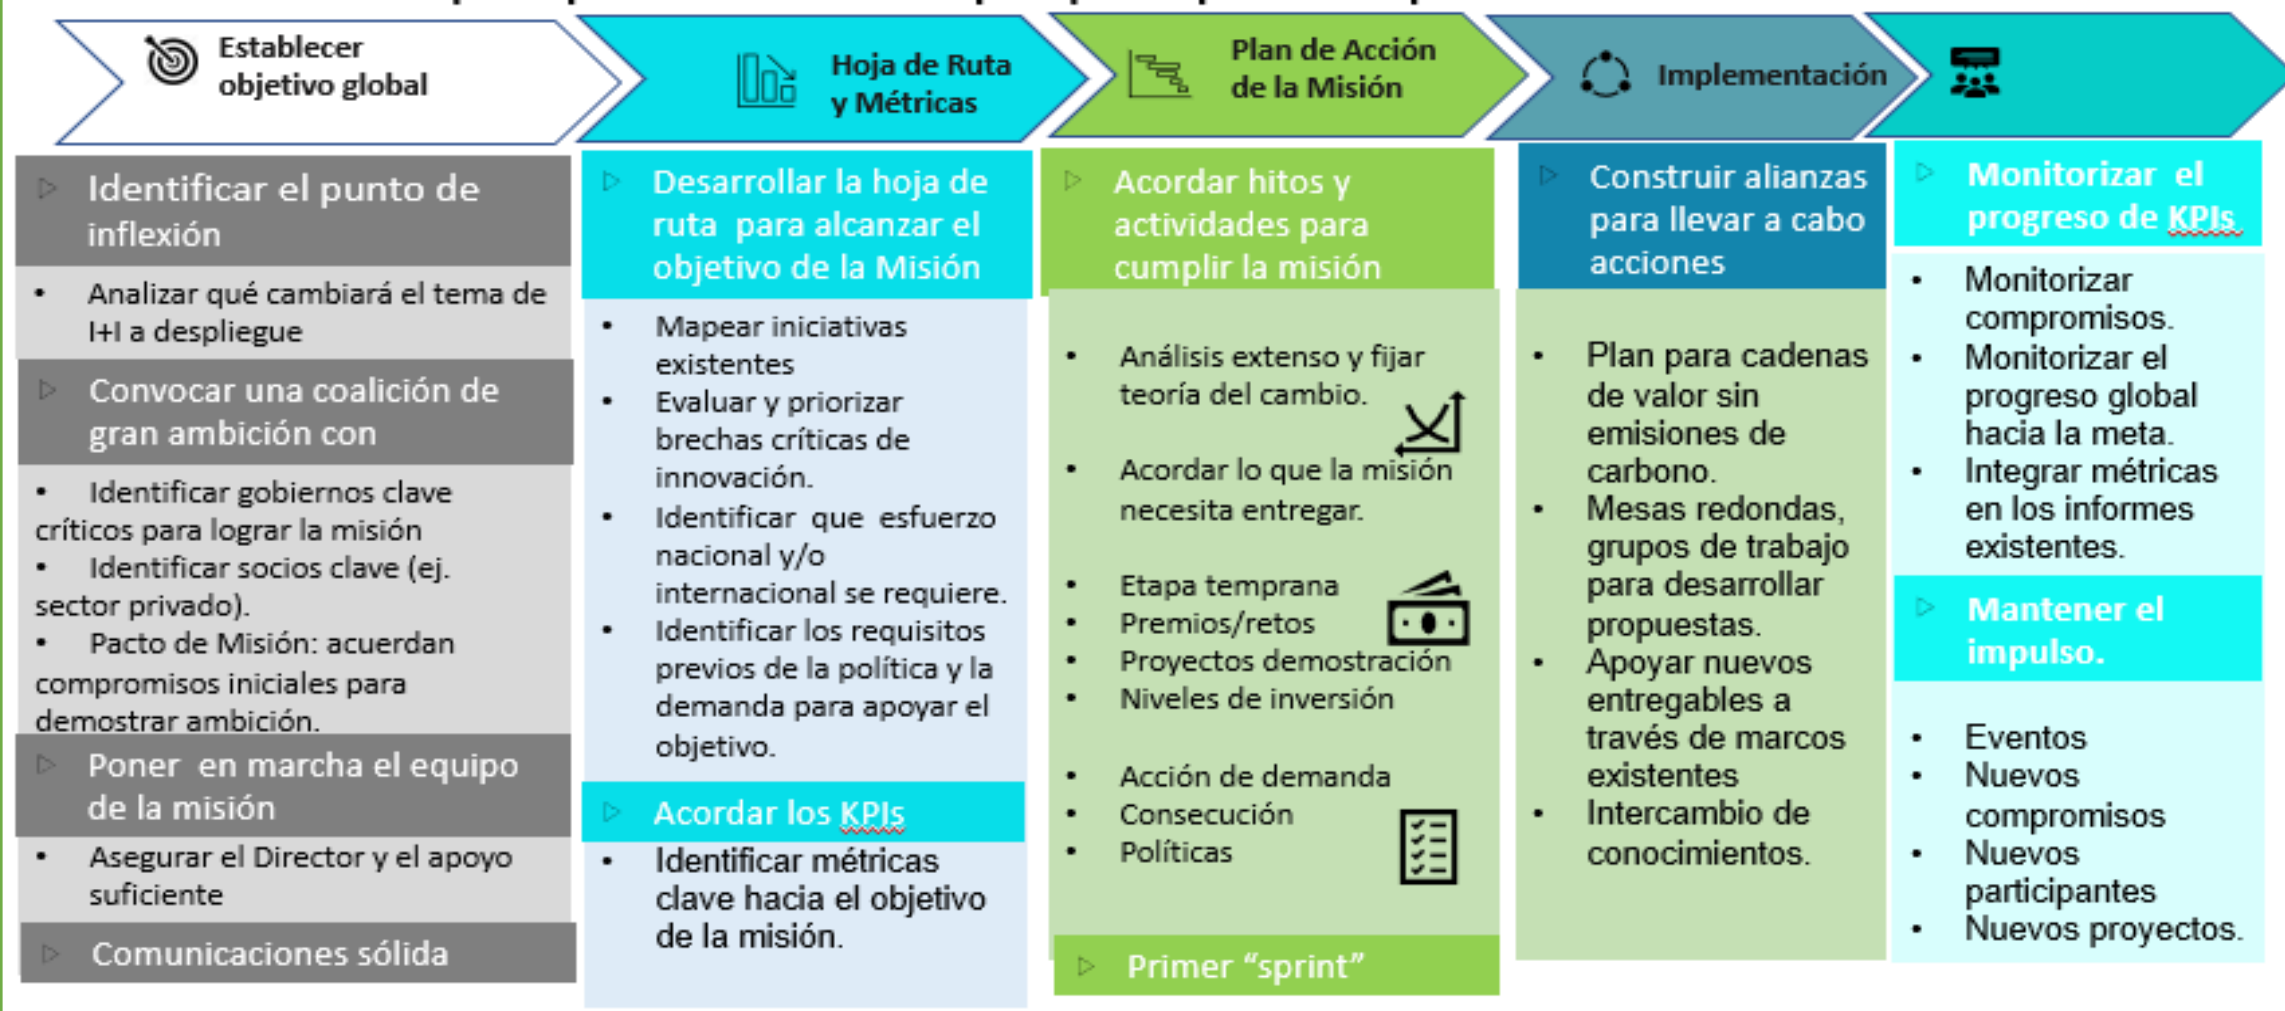 Establecer
objetivo global
Hoja de Ruta
y Métricas
Plan de Acción
de la Misión
Implementación
Identificar el punto de
inflexión
• Analizar qué cambiará el tema de
I+I a despliegue
Convocar una coalición de
gran ambición con
• Identificar gobiernos clave
críticos para lograr la misión
• Identificar socios clave (ej.
sector privado).
• Pacto de Misión: acuerdan
compromisos iniciales para
demostrar ambición.
Poner en marcha el equipo
de la misión
• Asegurar el Director y el apoyo
suficiente
Comunicaciones sólida
Desarrollar la hoja de
ruta para alcanzar el
objetivo de la Misión
• Mapear iniciativas
existentes
• Evaluar y priorizar
brechas críticas de
innovación.
• Identificar que esfuerzo
nacional y/o
internacional se requiere.
• Identificar los requisitos
previos de la política y la
demanda para apoyar el
objetivo.
Acordar los KPIs
• Identificar métricas
clave hacia el objetivo
de la misión.
Acordar hitos y
actividades para
cumplir la misión
• Análisis extenso y fijar
teoría del cambio.
• Acordar lo que la misión
necesita entregar.
• Etapa temprana
• Premios/retos
• Proyectos demostración
• Niveles de inversión
• Acción de demanda
• Consecución
• Políticas
Primer “sprint”
Construir alianzas
para llevar a cabo
acciones
• Plan para cadenas
de valor sin
emisiones de
carbono.
• Mesas redondas,
grupos de trabajo
para desarrollar
propuestas.
• Apoyar nuevos
entregables a
través de marcos
existentes
• Intercambio de
conocimientos.
Monitorizar el
progreso de KPIs
• Monitorizar
compromisos.
• Monitorizar el
progreso global
hacia la meta.
• Integrar métricas
en los informes
existentes.
Mantener el
impulso.
• Eventos
• Nuevos
compromisos
• Nuevos
participantes
• Nuevos proyectos.